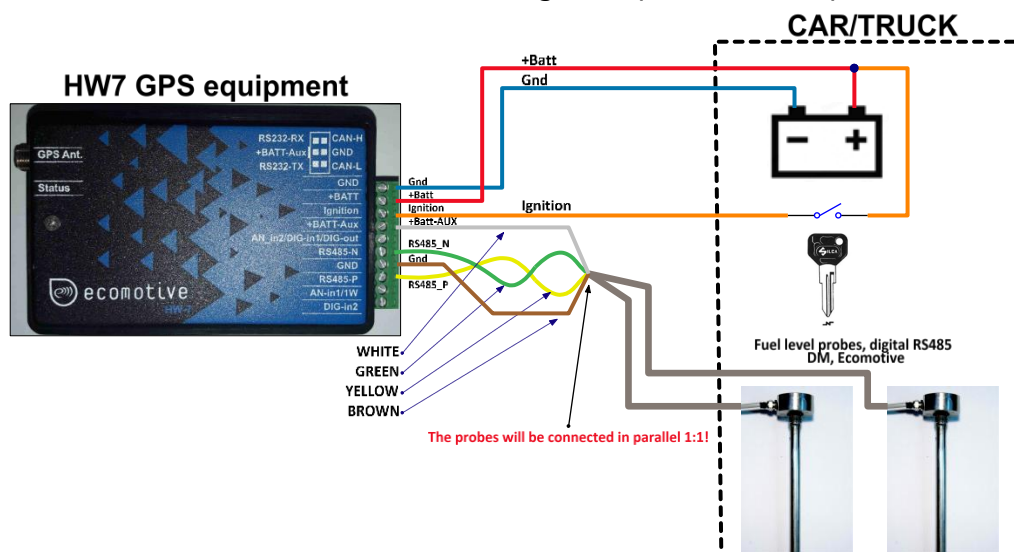 CAR/TRUCK
+Batt
Gnd
HW7 GPS equipment
RS232-RX CAN-H
+BATT-Aux GND
RS232-TX CAN-L
GPS Ant.
Status
GND
+BATT
Ignition
+BATT-Aux
AN_in2/DIG-in1/DIG-out
RS485-N
GND
RS485-P
AN-in1/1W
DIG-in2
ecomotive
HW-7
Gnd
+Batt
Ignition
+Batt-AUX
RS485_N
Gnd
RS485_P
Ignition
SILCA
WHITE
GREEN
YELLOW
BROWN
Fuel level probes, digital RS485
DM, Ecomotive
The probes will be connected in parallel 1:1!